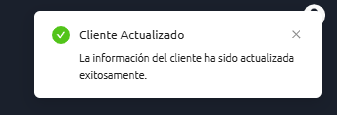 Cliente Actualizado
La información del cliente ha sido actualizada
exitosamente.